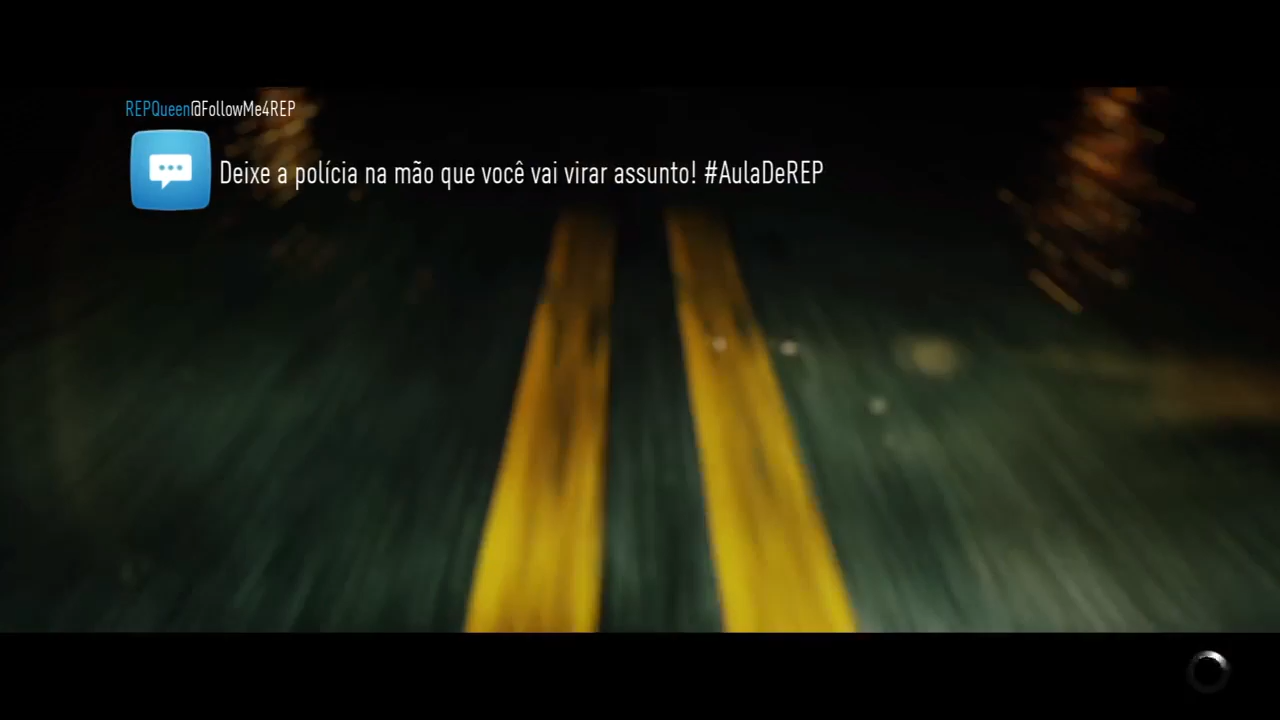 REPQueen@FollowMe4REP
Deixe a polícia na mão que você vai virar assunto! #AulaDeREP